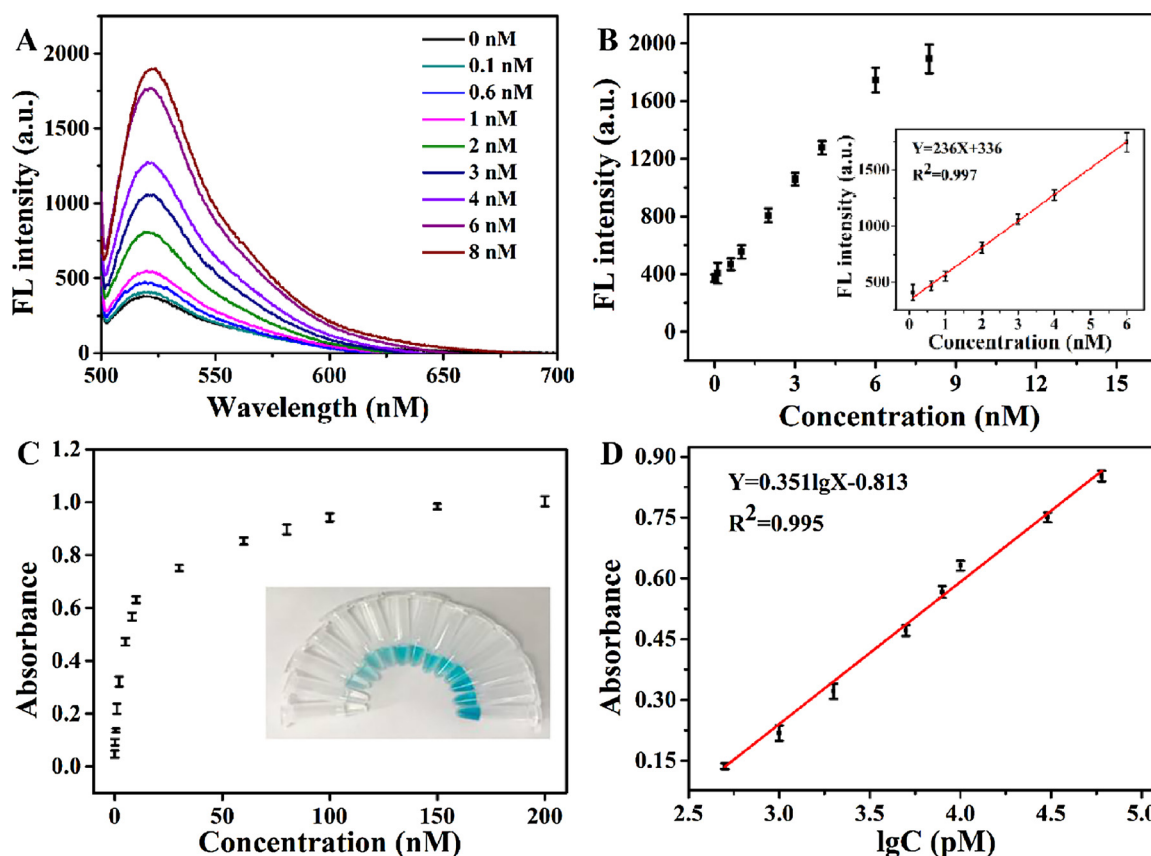 A
FL intensity (a.u.)
2000
1750
1500
1250
1000
750
500
250
0
500
550
600
650
700
Wavelength (nM)
0 nM
0.1 nM
0.6 nM
1 nM
2 nM
3 nM
4 nM
6 nM
8 nM
B
FL intensity (a.u.)
2000
1600
1200
800
400
0
0
3
6
9
12
15
Concentration (nM)
Y=236X+336
R²=0.997
FL intensity (a.u.)
1500
1000
500
0
1
2
3
4
5
6
Concentration (nM)
C
Absorbance
1.2
1.0
0.8
0.6
0.4
0.2
0.0
0
50
100
150
200
Concentration (nM)
D
Absorbance
0.90
0.75
0.60
0.45
0.30
0.15
2.5
3.0
3.5
4.0
4.5
5.0
lgC (pM)
Y=0.351lgX-0.813
R²=0.995